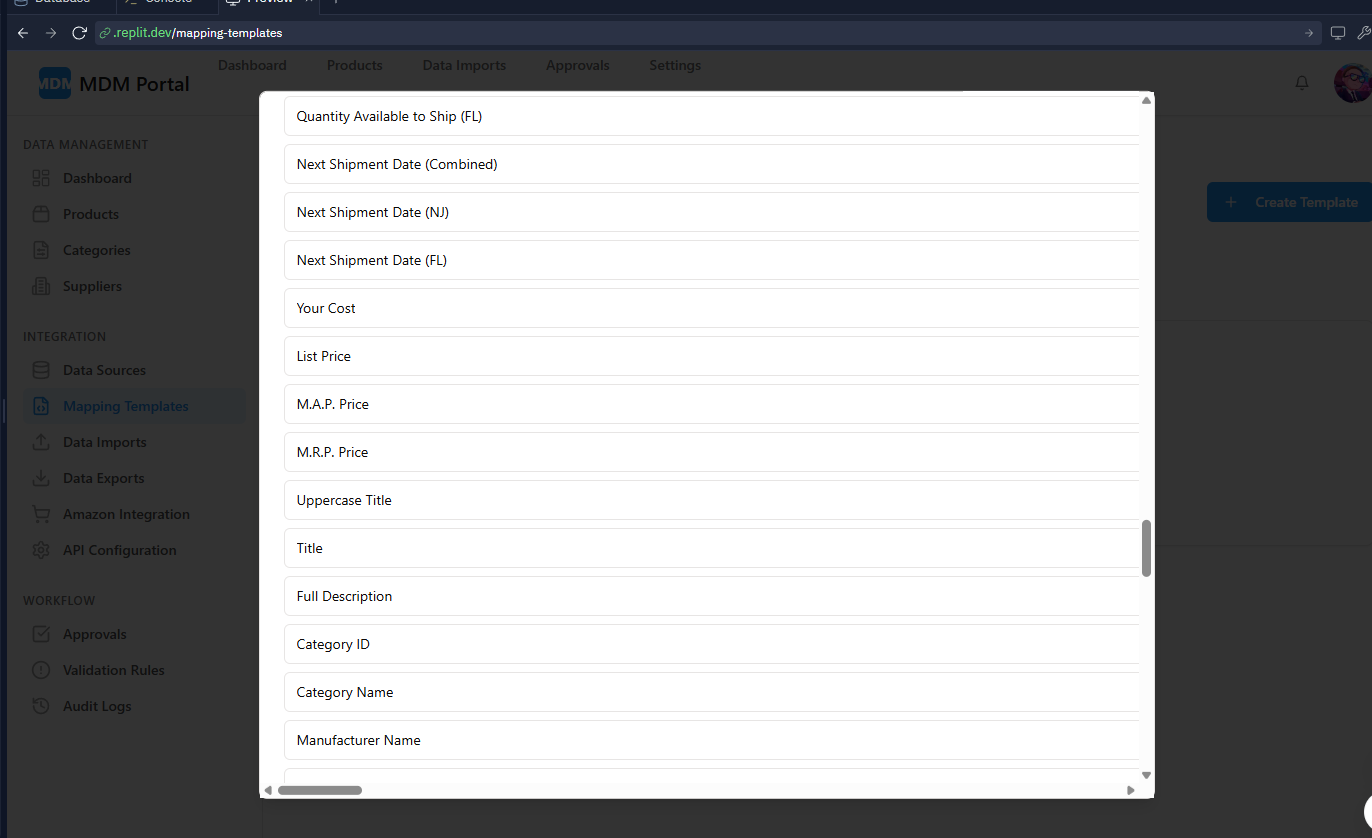 Database
Console
Preview
.replit.dev/mapping-templates
MDM
MDM Portal
Dashboard
Products
Data Imports
Approvals
Settings
DATA MANAGEMENT
Dashboard
Products
Categories
Suppliers
INTEGRATION
Data Sources
Mapping Templates
Data Imports
Data Exports
Amazon Integration
API Configuration
WORKFLOW
Approvals
Validation Rules
Audit Logs
Quantity Available to Ship (FL)
Next Shipment Date (Combined)
Next Shipment Date (NJ)
Next Shipment Date (FL)
Your Cost
List Price
M.A.P. Price
M.R.P. Price
Uppercase Title
Title
Full Description
Category ID
Category Name
Manufacturer Name
+ Create Template